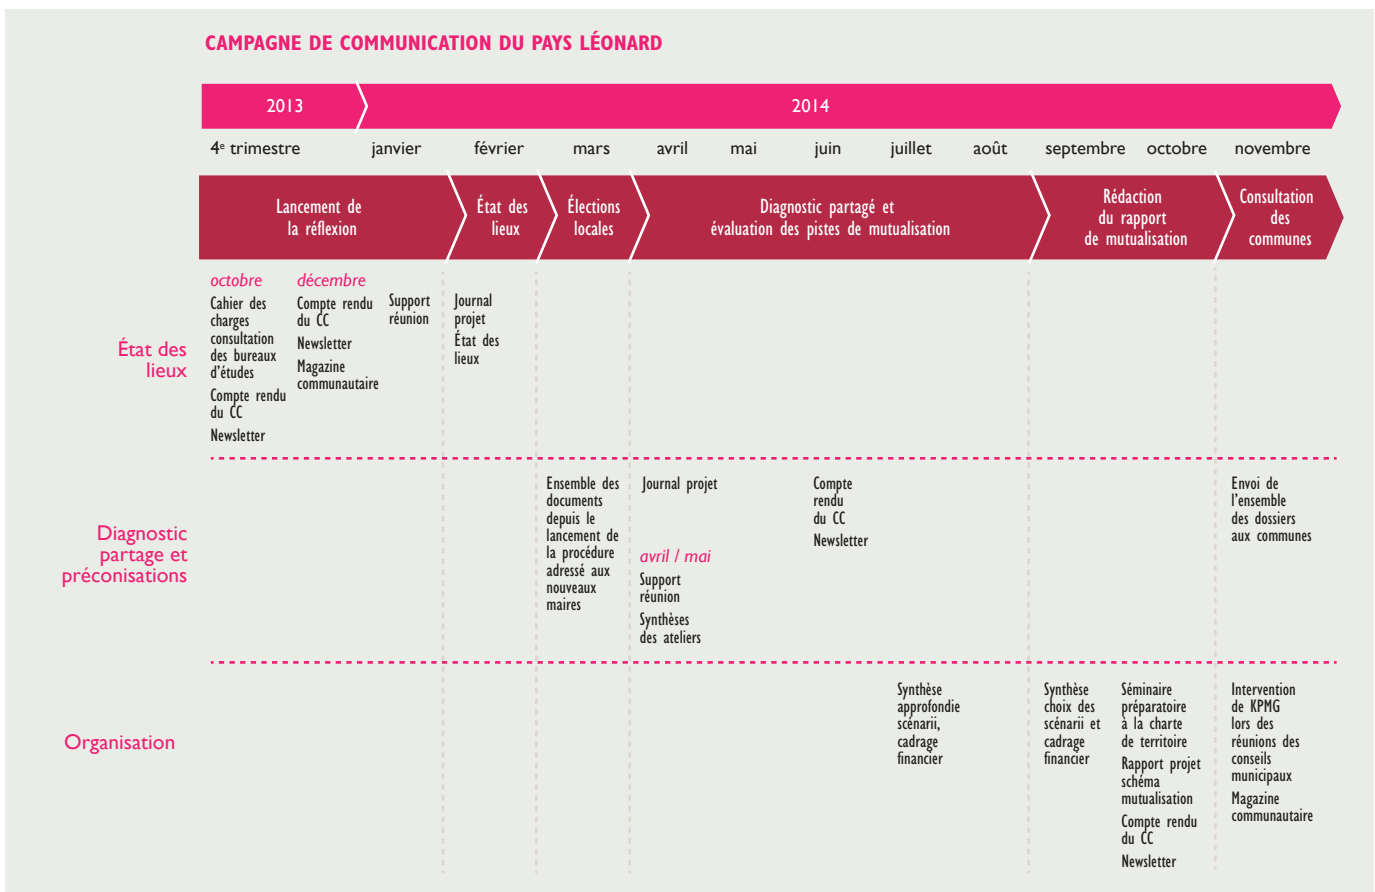 CAMPAGNE DE COMMUNICATION DU PAYS LÉONARD
2013
2014
4e trimestre
janvier
février
mars
avril
mai
juin
juillet
août
septembre
octobre
novembre
Lancement de
la réflexion
État des
lieux
Élections
locales
Diagnostic partagé et
évaluation des pistes de mutualisation
Rédaction
du rapport
de mutualisation
Consultation
des
communes
État des
lieux
octobre
Cahier des
charges
consultation
des bureaux
d'études
Compte rendu
du CC
Newsletter
décembre
Compte rendu
du CC
Newsletter
Magazine
communautaire
Support
réunion
Journal
projet
État des
lieux
Diagnostic
partage et
préconisations
Ensemble des
documents
depuis le
lancement de
la procédure
adressé aux
nouveaux
maires
Journal projet
avril / mai
Support
réunion
Synthèses
des ateliers
Compte
rendu
du CC
Newsletter
Envoi de
l'ensemble
des dossiers
aux communes
Organisation
Synthèse
approfondie
scénarii,
cadrage
financier
Synthèse
choix des
scénarii et
cadrage
financier
Séminaire
préparatoire
à la charte
de territoire
Rapport projet
schéma
mutualisation
Compte rendu
du CC
Newsletter
Intervention
de KPMG
lors des
réunions des
conseils
municipaux
Magazine
communautaire